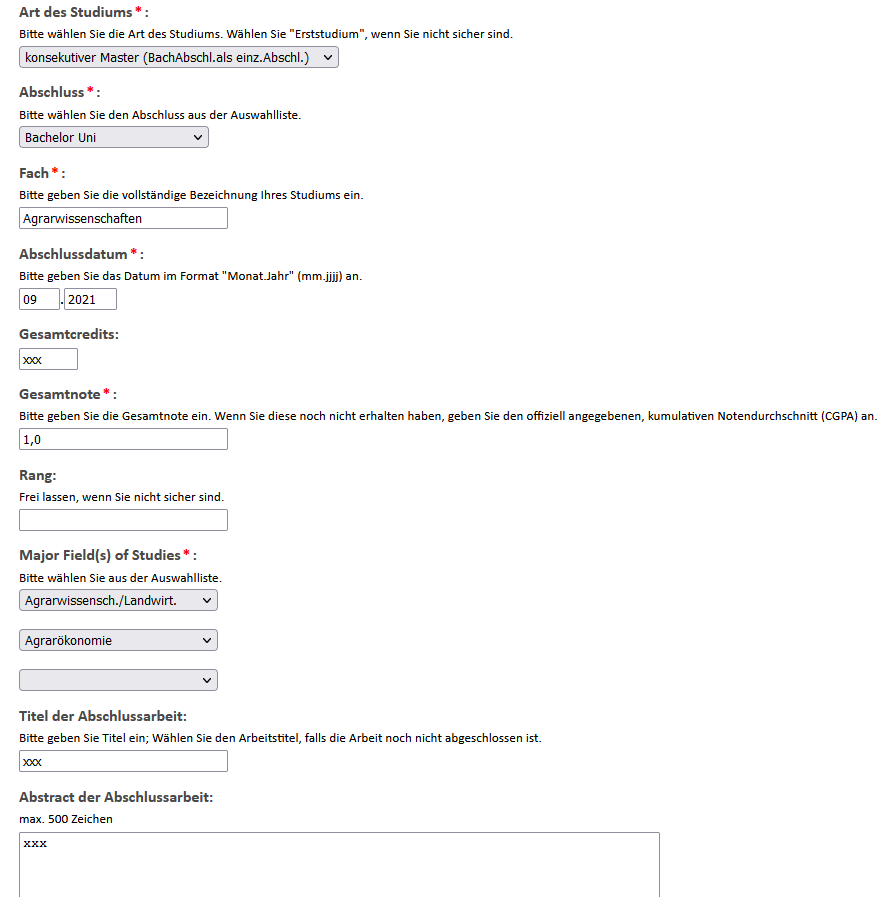 Art des Studiums * :
Bitte wählen Sie die Art des Studiums. Wählen Sie "Erststudium", wenn Sie nicht sicher sind.
konsekutiver Master (BachAbschl.als einz.Abschl.)
Abschluss * :
Bitte wählen Sie den Abschluss aus der Auswahlliste.
Bachelor Uni
Fach * :
Bitte geben Sie die vollständige Bezeichnung Ihres Studiums ein.
Agrarwissenschaften
Abschlussdatum * :
Bitte geben Sie das Datum im Format "Monat.Jahr" (mm.jjjj) an.
09 . 2021
Gesamtcredits:
xxx
Gesamtnote * :
Bitte geben Sie die Gesamtnote ein. Wenn Sie diese noch nicht erhalten haben, geben Sie den offiziell angegebenen, kumulativen Notendurchschnitt (CGPA) an.
1,0
Rang:
Frei lassen, wenn Sie nicht sicher sind.
Major Field(s) of Studies * :
Bitte wählen Sie aus der Auswahlliste.
Agrarwissensch./Landwirt.
Agrarökonomie
Titel der Abschlussarbeit:
Bitte geben Sie Titel ein; Wählen Sie den Arbeitstitel, falls die Arbeit noch nicht abgeschlossen ist.
xxx
Abstract der Abschlussarbeit:
max. 500 Zeichen
xxx